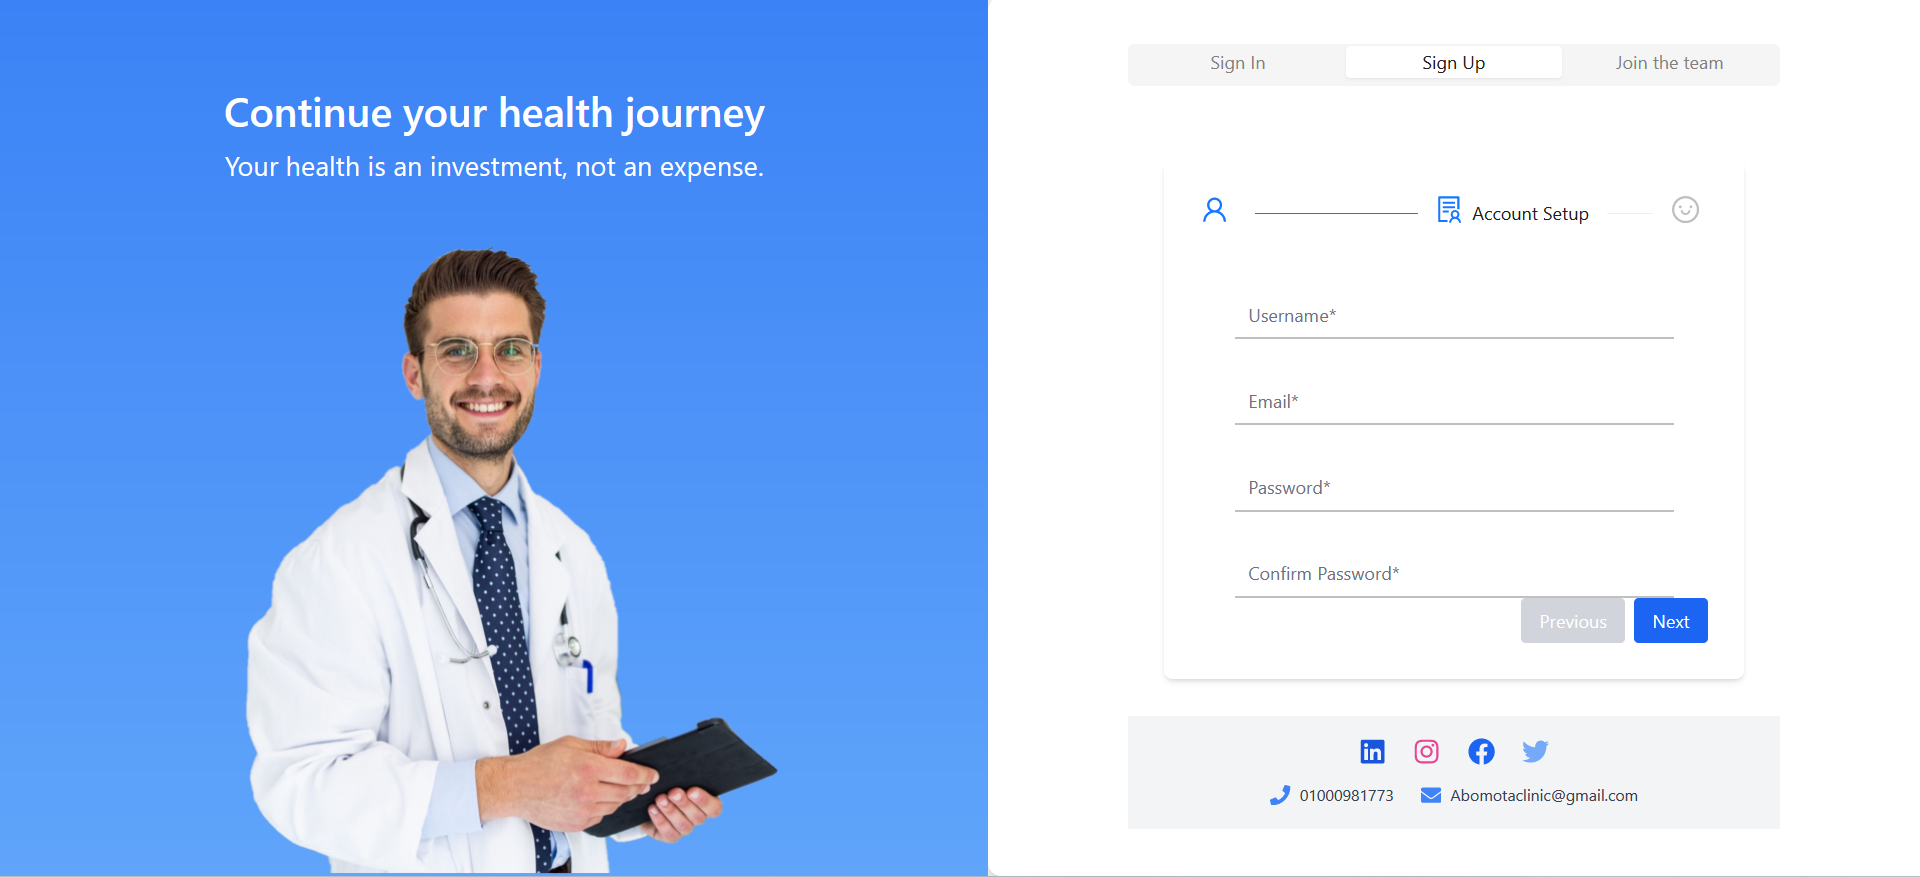 Continue your health journey
Your health is an investment, not an expense.
Sign In
Sign Up
Join the team
Account Setup
Username*
Email*
Password*
Confirm Password*
Previous
Next
01000981773
Abomotaclinic@gmail.com